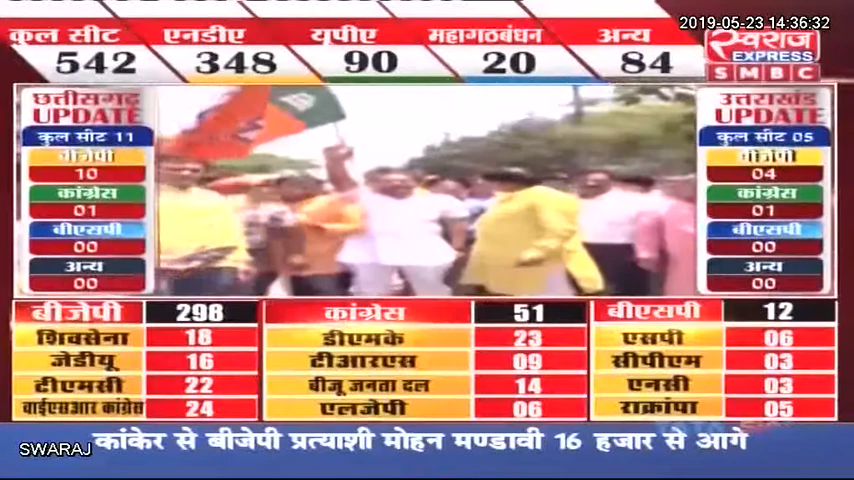 2019-05-23 14:36:32
कुल सीट एनडीए यूपीए महागठबंधन अन्य
542 348 90 20 84
स्वराज
EXPRESS
SMBC
छत्तीसगढ़
UPDATE
कुल सीट 11
बीजेपी
10
कांग्रेस
01
बीएसपी
00
अन्य
00
उत्तराखंड
UPDATE
कुल सीट 05
बीजेपी
04
कांग्रेस
01
बीएसपी
00
अन्य
00
बीजेपी 298 कांग्रेस 51 बीएसपी 12
शिवसेना 18 डीएमके 23 एसपी 06
जेडीयू 16 टीआरएस 09 सीपीएम 03
टीएमसी 22 बीजू जनता दल 14 एनसी 03
वाईएसआर कांग्रेस 24 एलजेपी 06 राक्रांपा 05
कांकेर से बीजेपी प्रत्याशी मोहन मण्डावी 16 हजार से आगे
SWARAJ